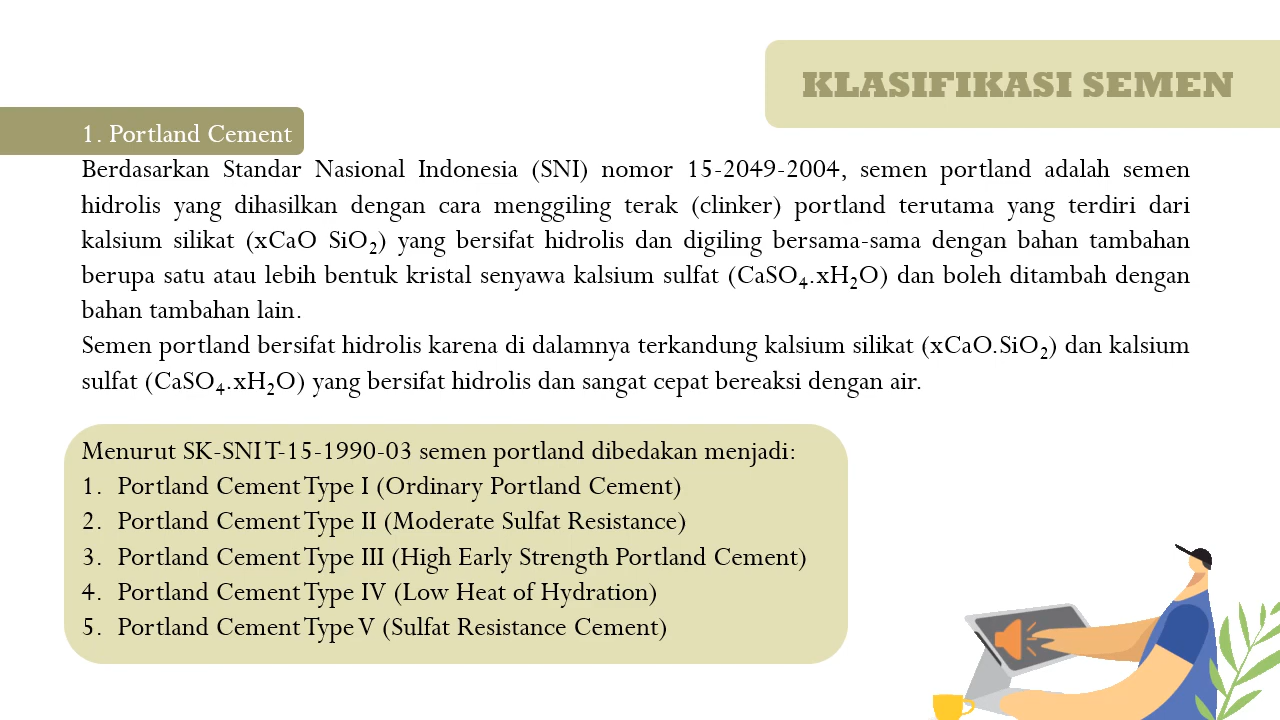 KLASIFIKASI SEMEN
1. Portland Cement
Berdasarkan Standar Nasional Indonesia (SNI) nomor 15-2049-2004, semen portland adalah semen
hidrolis yang dihasilkan dengan cara menggiling terak (clinker) portland terutama yang terdiri dari
kalsium silikat (xCaO SiO₂) yang bersifat hidrolis dan digiling bersama-sama dengan bahan tambahan
berupa satu atau lebih bentuk kristal senyawa kalsium sulfat (CaSO₄.xH₂O) dan boleh ditambah dengan
bahan tambahan lain.
Semen portland bersifat hidrolis karena di dalamnya terkandung kalsium silikat (xCaO.SiO₂) dan kalsium
sulfat (CaSO₄.xH₂O) yang bersifat hidrolis dan sangat cepat bereaksi dengan air.
Menurut SK-SNI T-15-1990-03 semen portland dibedakan menjadi:
1. Portland Cement Type I (Ordinary Portland Cement)
2. Portland Cement Type II (Moderate Sulfat Resistance)
3. Portland Cement Type III (High Early Strength Portland Cement)
4. Portland Cement Type IV (Low Heat of Hydration)
5. Portland Cement Type V (Sulfat Resistance Cement)